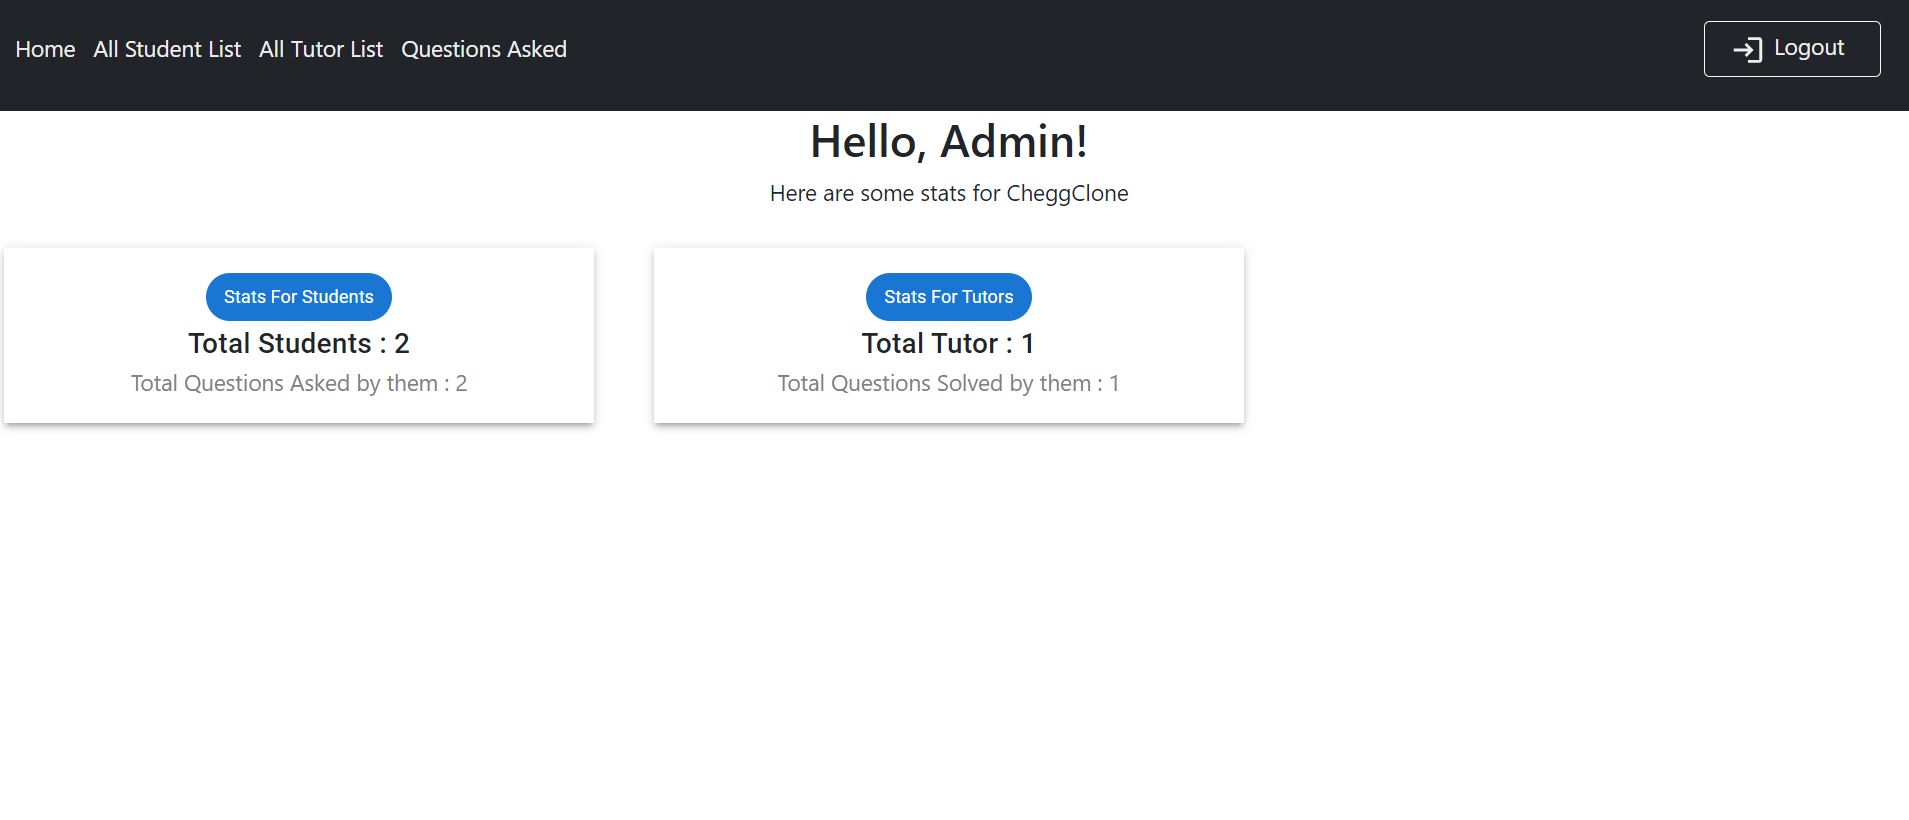 Home All Student List All Tutor List Questions Asked Logout
Hello, Admin!
Here are some stats for CheggClone
Stats For Students
Total Students : 2
Total Questions Asked by them : 2
Stats For Tutors
Total Tutor : 1
Total Questions Solved by them : 1